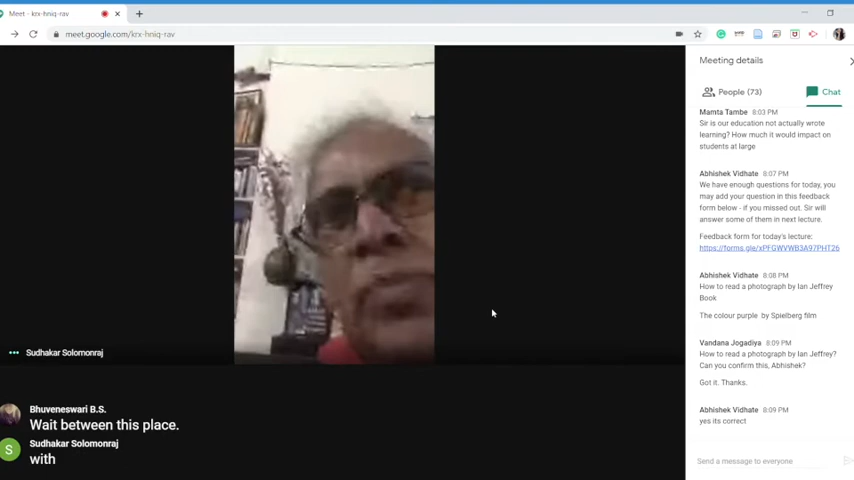 Meet - krx-hniq-rav
meet.google.com/krx-hniq-rav
Meeting details
People (73)
Chat
Mamta Tambe 8:03 PM
Sir is our education not actually wrote
learning? How much it would impact on
students at large
Abhishek Vidhate 8:07 PM
We have enough questions for today, you
may add your question in this feedback
form below - if you missed out. Sir will
answer some of them in next lecture.
Feedback form for today's lecture:
https://forms.gle/xPFGWVWB3A97PHT26
Abhishek Vidhate 8:08 PM
How to read a photograph by Ian Jeffrey
Book
The colour purple by Spielberg film
Vandana Jogadiya 8:09 PM
How to read a photograph by Ian Jeffrey?
Can you confirm this, Abhishek?
Got it. Thanks.
Abhishek Vidhate 8:09 PM
yes its correct
Send a message to everyone
Sudhakar Solomonraj
Bhuveneswari B.S.
Wait between this place.
S
Sudhakar Solomonraj
with